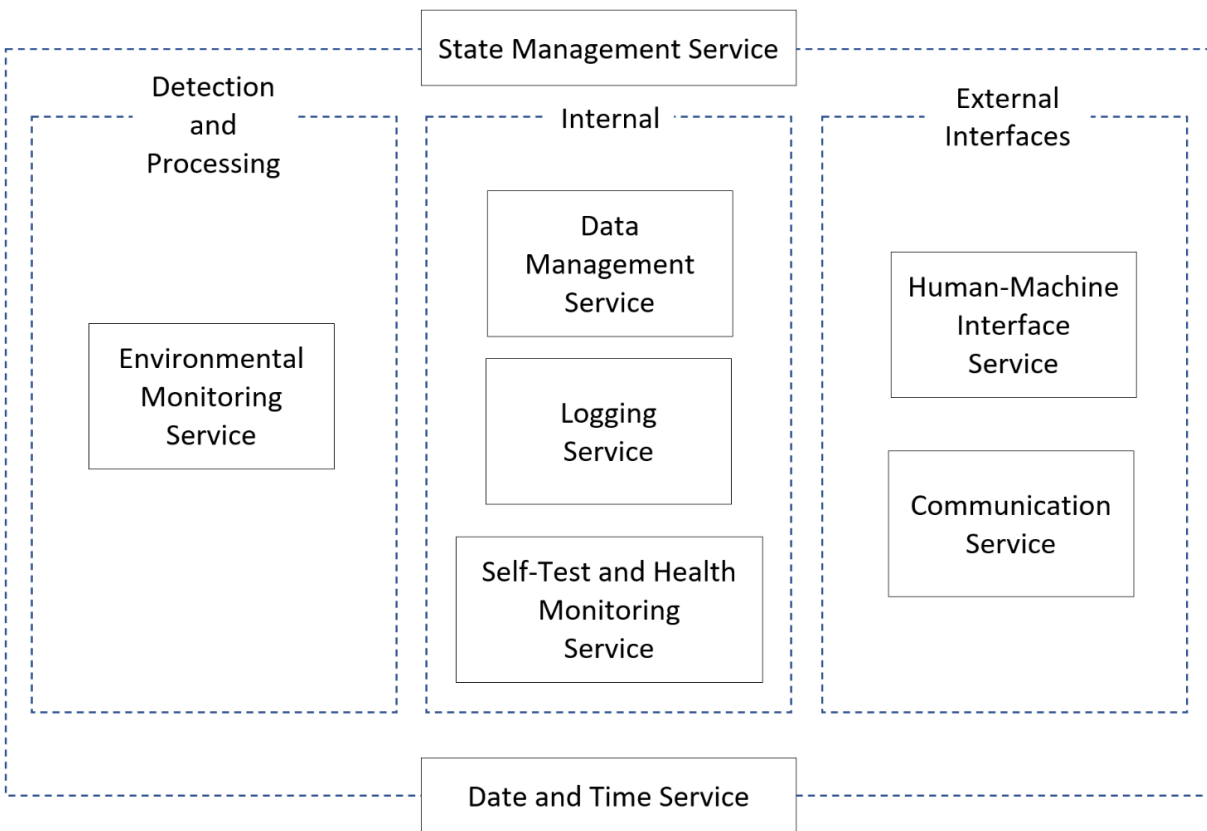 State Management Service
Detection
and
Processing
Environmental
Monitoring
Service
Internal
Data
Management
Service
Logging
Service
Self-Test and Health
Monitoring
Service
External
Interfaces
Human-Machine
Interface
Service
Communication
Service
Date and Time Service